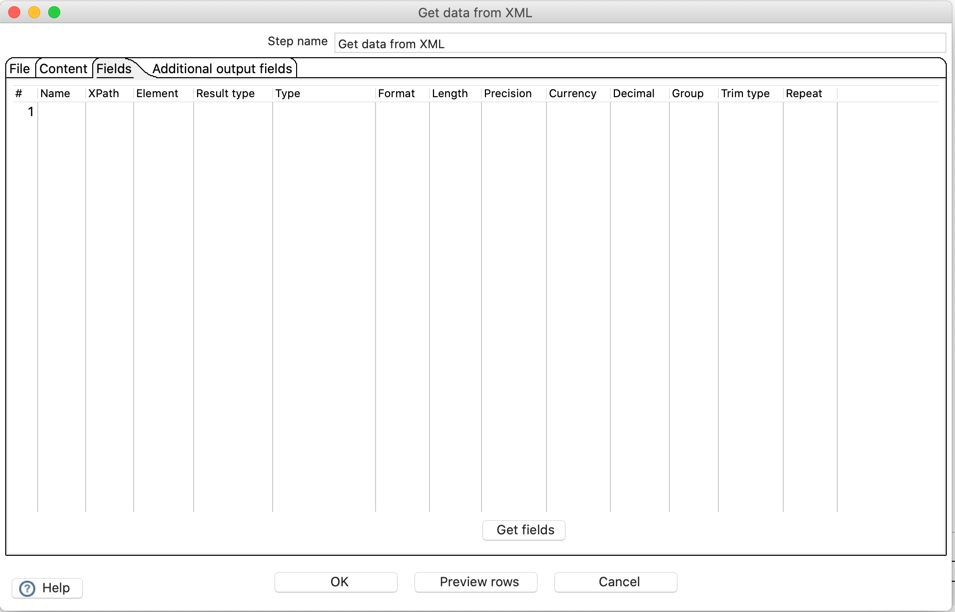 Get data from XML
Step name Get data from XML
File Content Fields Additional output fields
# Name XPath Element Result type Type Format Length Precision Currency Decimal Group Trim type Repeat
1
Get fields
? Help OK Preview rows Cancel